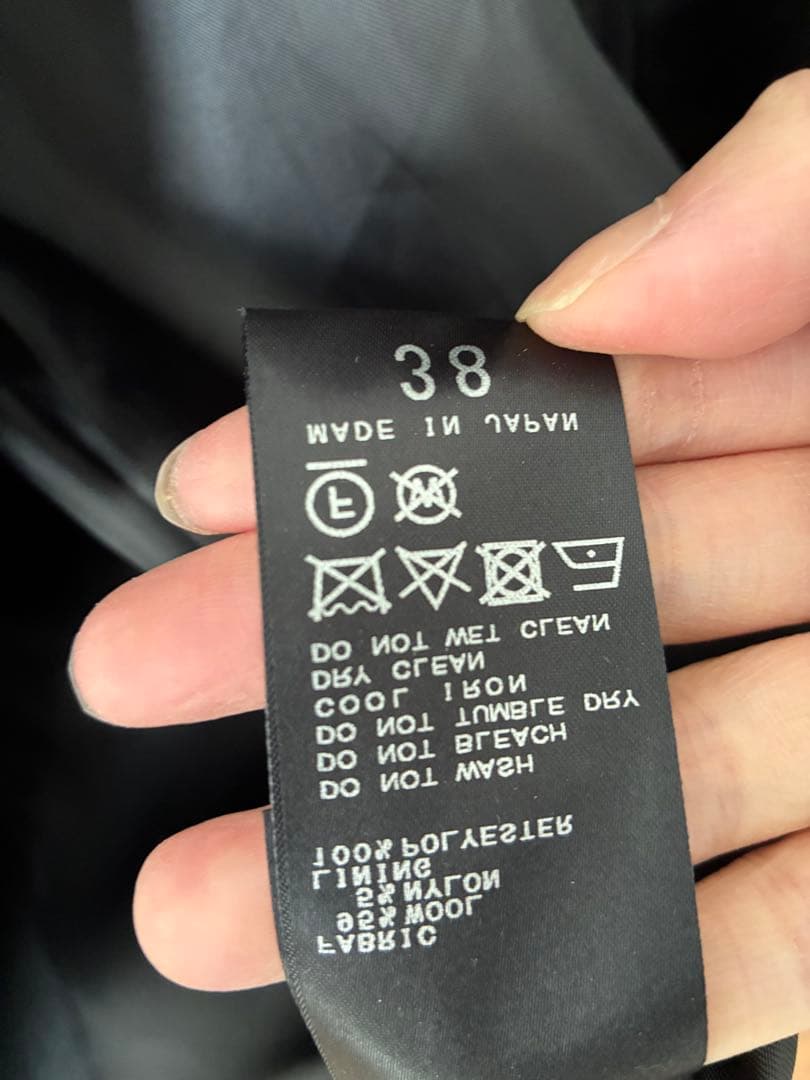 FABRIC
95% WOOL
5% NYLON
LINING
100% POLYESTER
DO NOT WASH
DO NOT BLEACH
DO NOT TUMBLE DRY
COOL IRON
DRY CLEAN
DO NOT WET CLEAN
F W
MADE IN JAPAN
38